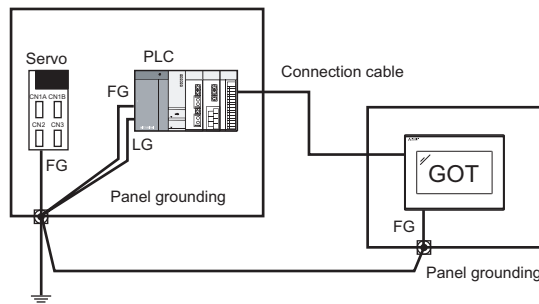 Servo
PLC
CN1A CN1B
CN2 CN3
FG
FG
LG
Connection cable
Panel grounding
GOT
FG
Panel grounding